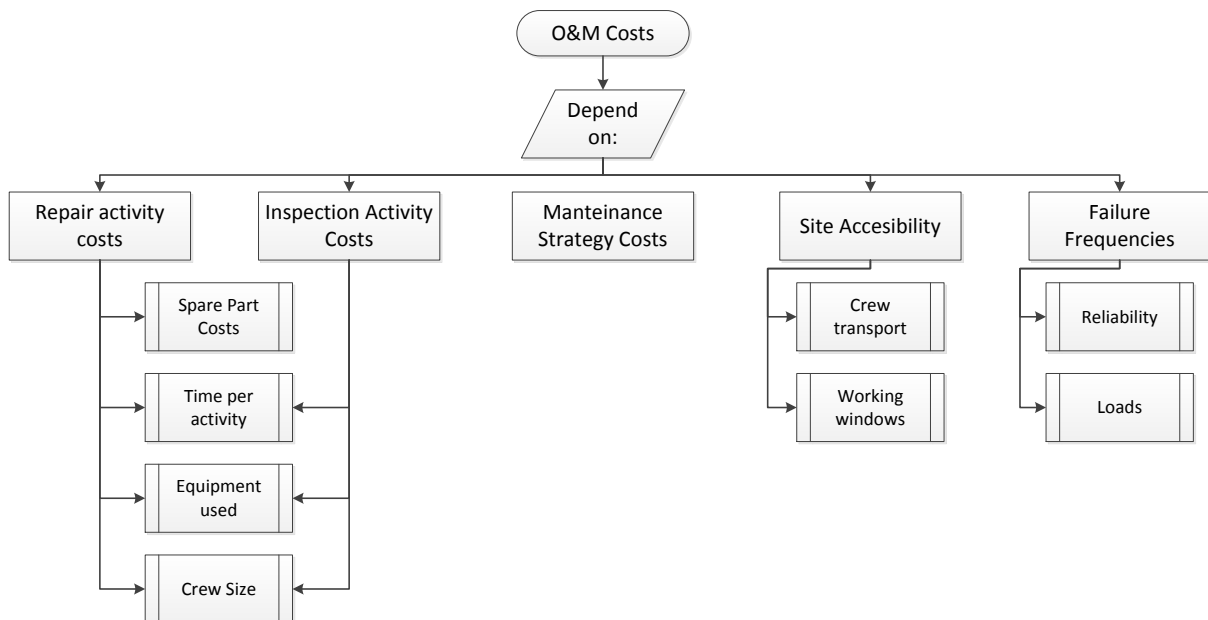 O&M Costs
Depend
on:
Repair activity
costs
Inspection Activity
Costs
Manteinance
Strategy Costs
Site Accesibility
Failure
Frequencies
Spare Part
Costs
Crew
transport
Reliability
Time per
activity
Working
windows
Loads
Equipment
used
Crew Size